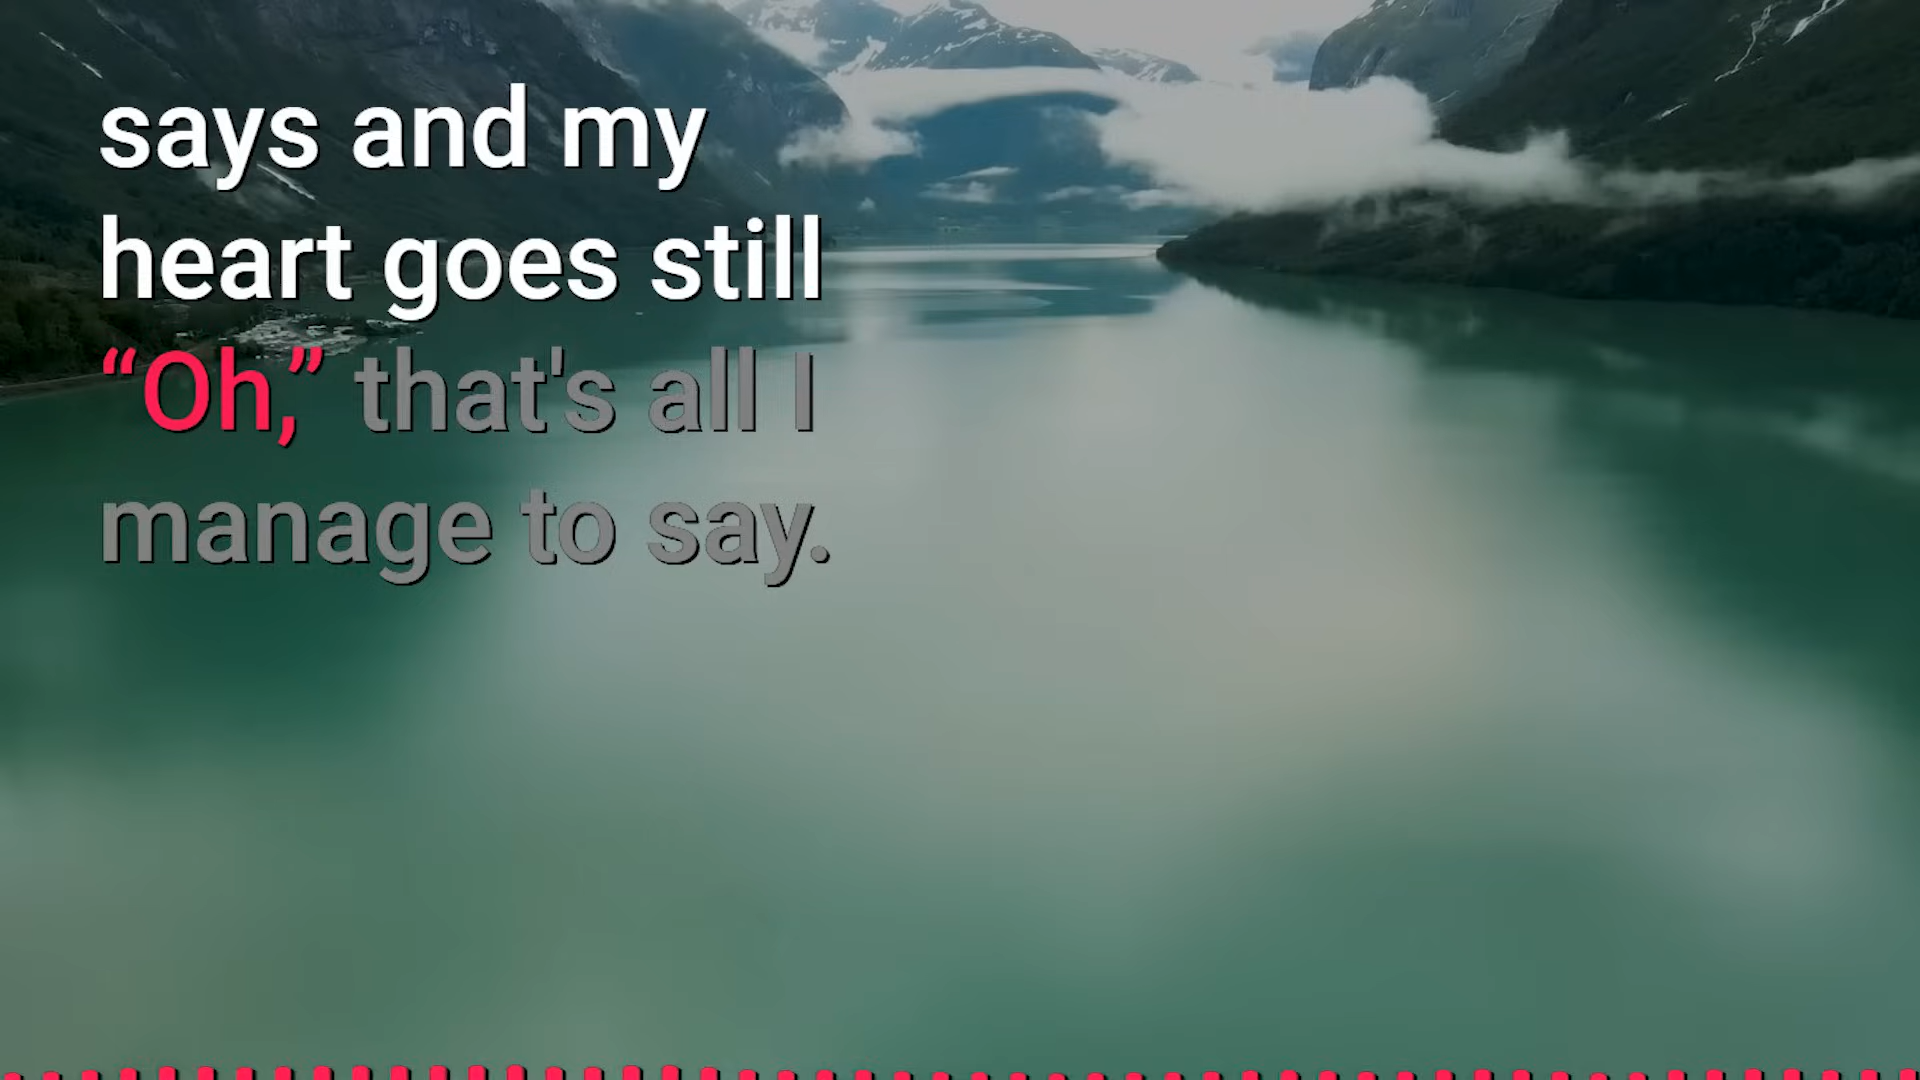 says and my
heart goes still
“Oh,” that's all I
manage to say.